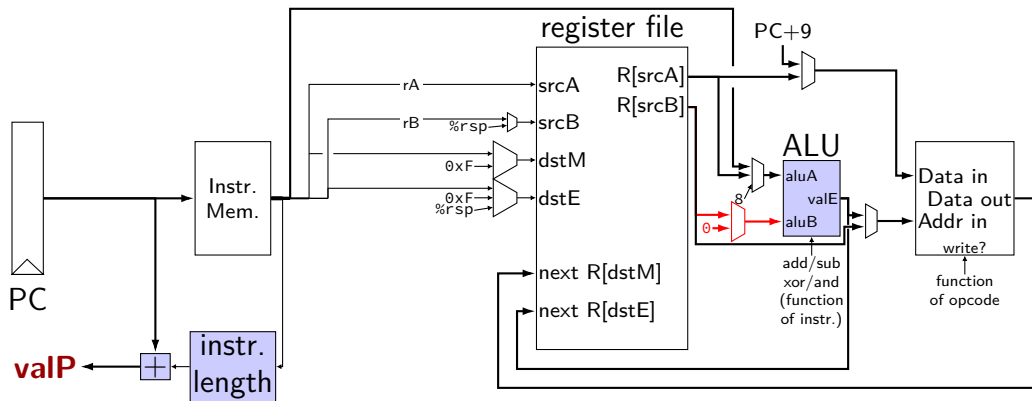 register file
PC+9
rA
srcA
R[srcA]
R[srcB]
rB
%rsp
srcB
ALU
0xF
dstM
Instr.
Mem.
0xF
%rsp
dstE
8
aluA
valE
0
aluB
Data in
Data out
Addr in
write?
add/sub
xor/and
(function
of instr.)
function
of opcode
next R[dstM]
next R[dstE]
PC
valP
+
instr.
length